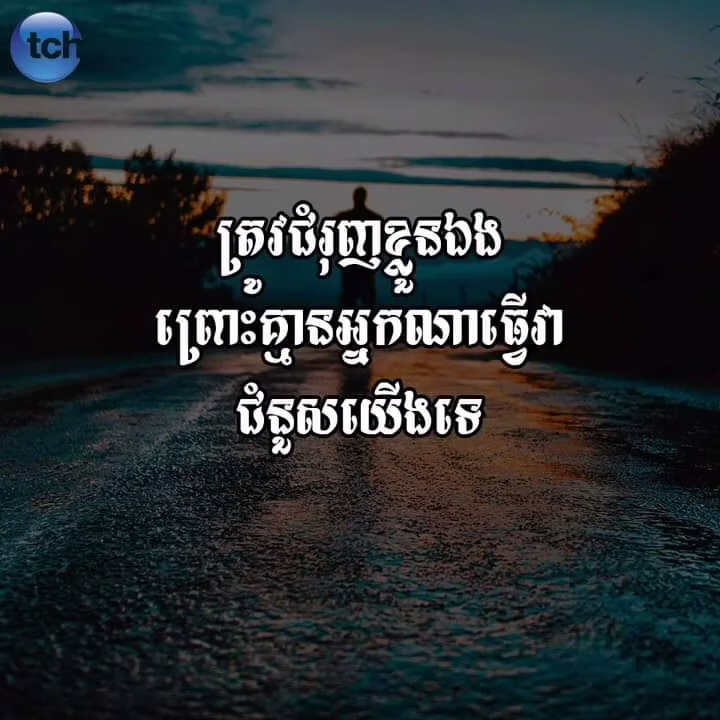 tch
ត្រូវជំរុញខ្លួនឯង
ព្រោះគ្មានអ្នកណាធ្វើវា
ជំនួសយើងទេ